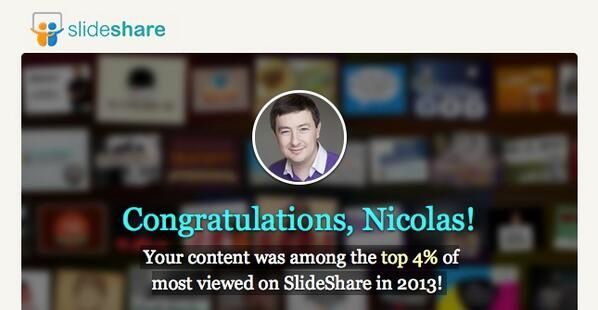 slideshare
Congratulations, Nicolas!
Your content was among the top 4% of
most viewed on SlideShare in 2013!